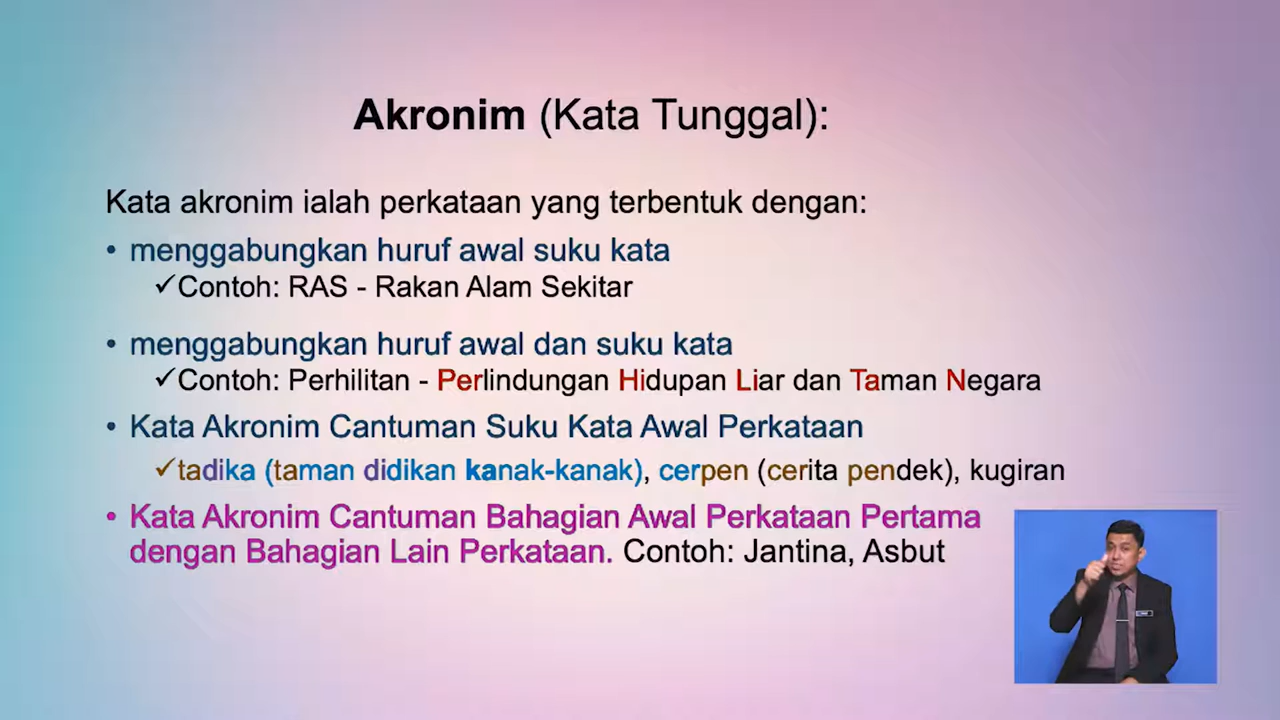 Akronim (Kata Tunggal):
Kata akronim ialah perkataan yang terbentuk dengan:
• menggabungkan huruf awal suku kata
✓Contoh: RAS - Rakan Alam Sekitar
• menggabungkan huruf awal dan suku kata
✓Contoh: Perhilitan - Perlindungan Hidupan Liar dan Taman Negara
• Kata Akronim Cantuman Suku Kata Awal Perkataan
✓tadika (taman didikan kanak-kanak), cerpen (cerita pendek), kugiran
• Kata Akronim Cantuman Bahagian Awal Perkataan Pertama
dengan Bahagian Lain Perkataan. Contoh: Jantina, Asbut